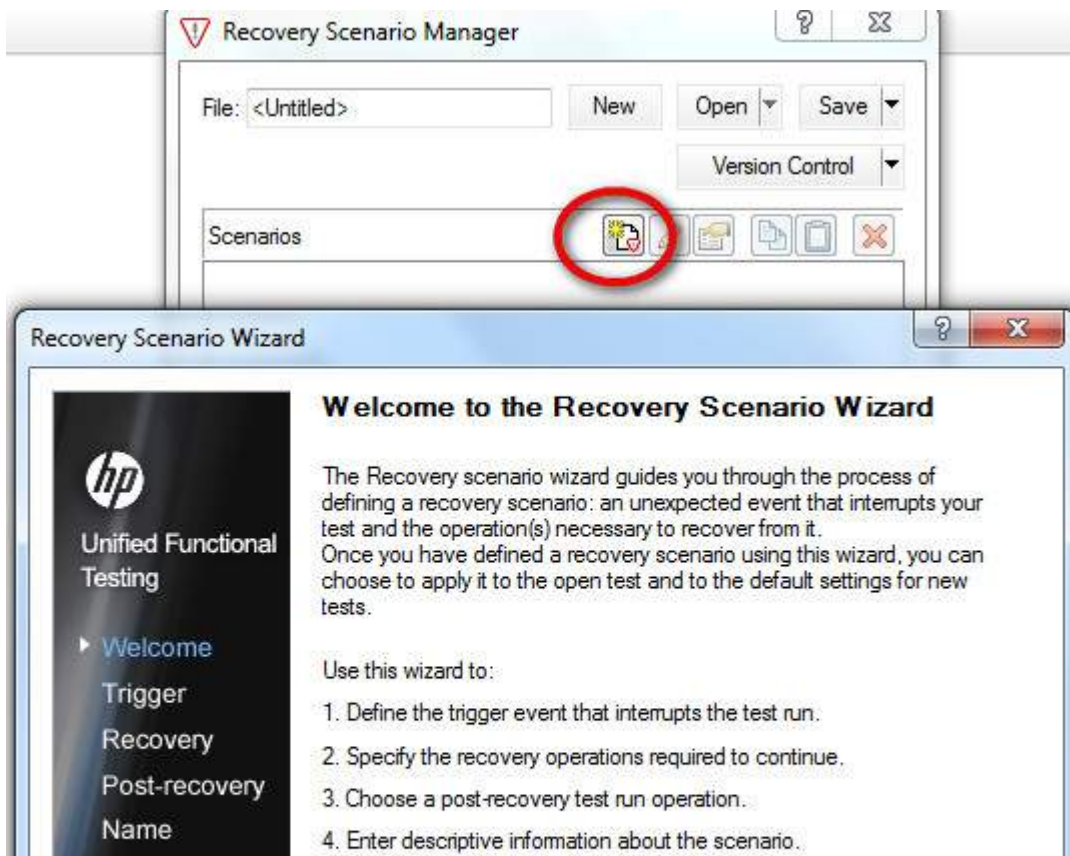 Recovery Scenario Manager
File: <Untitled>
New
Open
Save
Version Control
Scenarios
Recovery Scenario Wizard
hp
Unified Functional
Testing
Welcome
Trigger
Recovery
Post-recovery
Name
Welcome to the Recovery Scenario Wizard
The Recovery scenario wizard guides you through the process of
defining a recovery scenario: an unexpected event that interrupts your
test and the operation(s) necessary to recover from it.
Once you have defined a recovery scenario using this wizard, you can
choose to apply it to the open test and to the default settings for new
tests.
Use this wizard to:
1. Define the trigger event that interrupts the test run.
2. Specify the recovery operations required to continue.
3. Choose a post-recovery test run operation.
4. Enter descriptive information about the scenario.